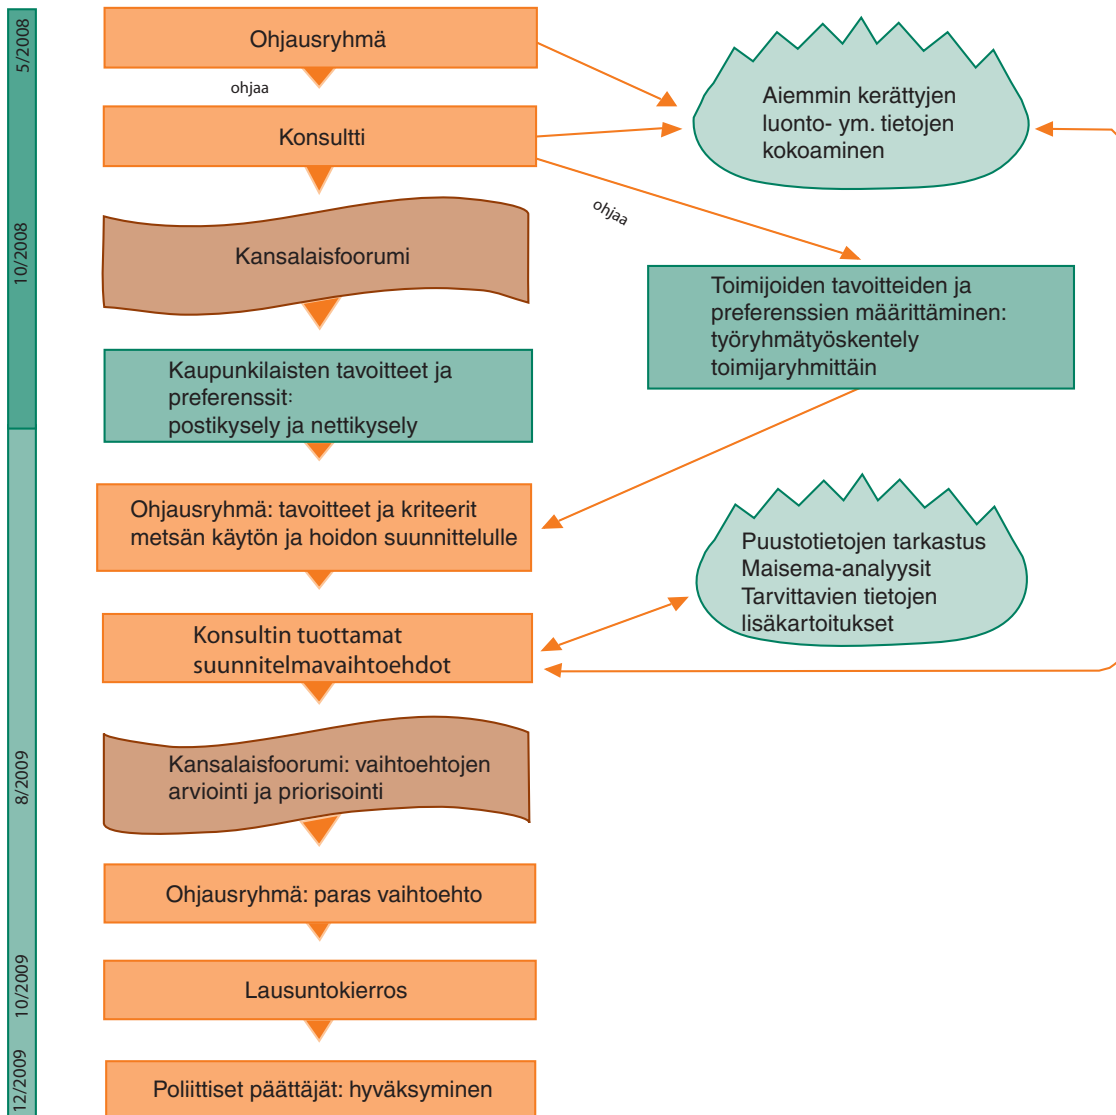 5/2008
Ohjausryhmä
ohjaa
Konsultti
Aiemmin kerättyjen
luonto- ym. tietojen
kokoaminen
ohjaa
10/2008
Kansalaisfoorumi
Toimijoiden tavoitteiden ja
preferenssien määrittäminen:
työryhmätyöskentely
toimijaryhmittäin
Kaupunkilaisten tavoitteet ja
preferenssit:
postikysely ja nettikysely
Ohjausryhmä: tavoitteet ja kriteerit
metsän käytön ja hoidon suunnittelulle
Puustotietojen tarkastus
Maisema-analyysit
Tarvittavien tietojen
lisäkartoitukset
Konsultin tuottamat
suunnitelmavaihtoehdot
8/2009
Kansalaisfoorumi: vaihtoehtojen
arviointi ja priorisointi
Ohjausryhmä: paras vaihtoehto
10/2009
Lausuntokierros
12/2009
Poliittiset päättäjät: hyväksyminen